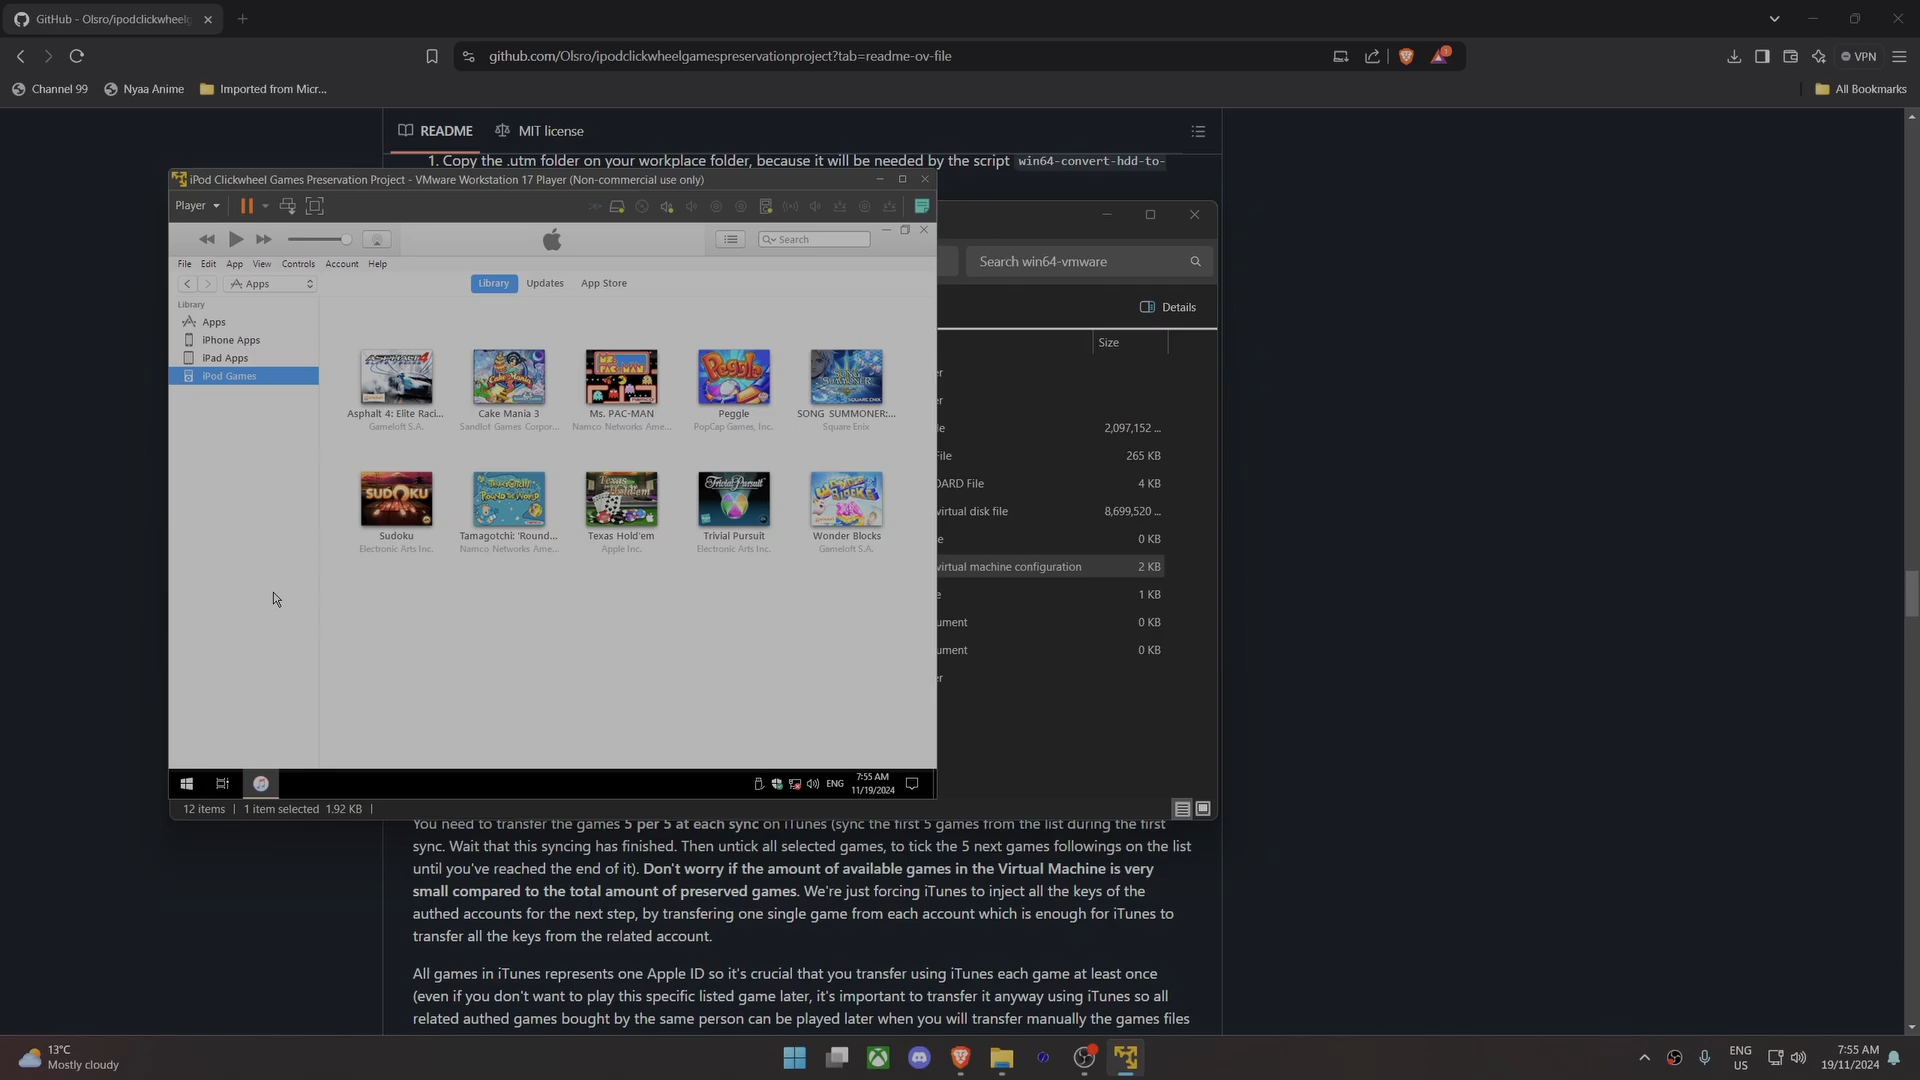 GitHub - Olsro/ipodclickwheelg
github.com/Olsro/ipodclickwheelgamespreservationproject?tab=readme-ov-file
1
VPN
Channel 99
Nyaa Anime
Imported from Micr...
All Bookmarks
README
MIT license
1. Copy the .utm folder on your workplace folder, because it will be needed by the script win64-convert-hdd-to-
iPod Clickwheel Games Preservation Project - VMware Workstation 17 Player (Non-commercial use only)
Player
Search
File Edit App View Controls Account Help
Apps
Library Updates App Store
Library
Apps
iPhone Apps
iPad Apps
iPod Games
Asphalt 4: Elite Raci...
Gameloft S.A.
Cake Mania 3
Sandlot Games Corpor...
Ms. PAC-MAN
Namco Networks Ame...
Peggle
PopCap Games, Inc.
SONG SUMMONER:...
Square Enix
Sudoku
Electronic Arts Inc.
Tamagotchi: 'Round...
Namco Networks Ame...
Texas Hold'em
Apple Inc.
Trivial Pursuit
Electronic Arts Inc.
Wonder Blocks
Gameloft S.A.
ENG
7:55 AM
11/19/2024
Search win64-vmware
Details
Size
er
er
le 2,097,152 ...
File 265 KB
OARD File 4 KB
virtual disk file 8,699,520 ...
e 0 KB
virtual machine configuration 2 KB
e 1 KB
ument 0 KB
ument 0 KB
er
12 items 1 item selected 1.92 KB
You need to transfer the games 5 per 5 at each sync on iTunes (sync the first 5 games from the list during the first
sync. Wait that this syncing has finished. Then untick all selected games, to tick the 5 next games followings on the list
until you've reached the end of it). Don't worry if the amount of available games in the Virtual Machine is very
small compared to the total amount of preserved games. We're just forcing iTunes to inject all the keys of the
authed accounts for the next step, by transfering one single game from each account which is enough for iTunes to
transfer all the keys from the related account.
All games in iTunes represents one Apple ID so it's crucial that you transfer using iTunes each game at least once
(even if you don't want to play this specific listed game later, it's important to transfer it anyway using iTunes so all
related authed games bought by the same person can be played later when you will transfer manually the games files
13°C
Mostly cloudy
ENG
US
7:55 AM
19/11/2024